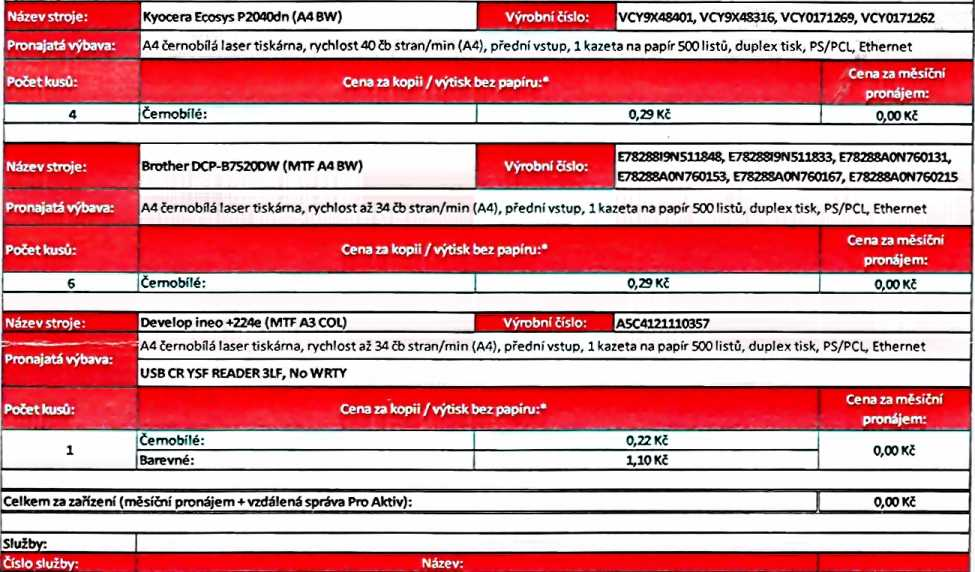 Název stroje: Kyocera Ecosys P2040dn (A4 BW) Výrobní číslo: VCY9X48401, VCY9X48316, VCY0171269, VCY0171262
Pronajatá výbava: A4 černobílá laser tiskárna, rychlost 40 čb stran/min (A4), přední vstup, 1 kazeta na papír 500 listů, duplex tisk, PS/PCL, Ethernet
Počet kusů: Cena za kopii / výtisk bez papíru:* Cena za měsíční
pronájem:
4 Černobílé: 0,29 Kč 0,00 Kč
Název stroje: Brother DCP-B7520DW (MTF A4 BW) Výrobní číslo: E78288I9N511848, E78288I9N511833, E78288A0N760131,
E78288A0N760153, E78288A0N760167, E78288A0N760215
Pronajatá výbava: A4 černobílá laser tiskárna, rychlost až 34 čb stran/min (A4), přední vstup, 1 kazeta na papír 500 listů, duplex tisk, PS/PCL, Ethernet
Počet kusů: Cena za kopii / výtisk bez papíru:* Cena za měsíční
pronájem:
6 Černobílé: 0,29 Kč 0,00 Kč
Název stroje: Develop ineo +224e (MTF A3 COL) Výrobní číslo: A5C4121110357
Pronajatá výbava: A4 černobílá laser tiskárna, rychlost až 34 čb stran/min (A4), přední vstup, 1 kazeta na papír 500 listů, duplex tisk, PS/PCL, Ethernet
USB CR YSF READER 3LF, No WRTY
Počet kusů: Cena za kopii / výtisk bez papíru:* Cena za měsíční
pronájem:
1 Černobílé: 0,22 Kč 0,00 Kč
Barevné: 1,10 Kč
Celkem za zařízení (měsíční pronájem + vzdálená správa Pro Aktiv): 0,00 Kč
Služby:
Číslo služby: Název: